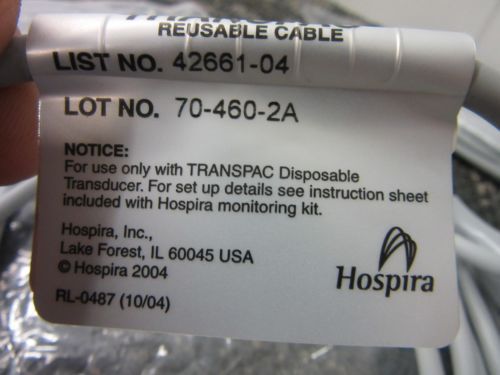 TRANSPAC
REUSABLE CABLE
LIST NO. 42661-04
LOT NO. 70-460-2A
NOTICE:
For use only with TRANSPAC Disposable
Transducer. For set up details see instruction sheet
included with Hospira monitoring kit.
Hospira, Inc.,
Lake Forest, IL 60045 USA
© Hospira 2004
RL-0487 (10/04)
Hospira